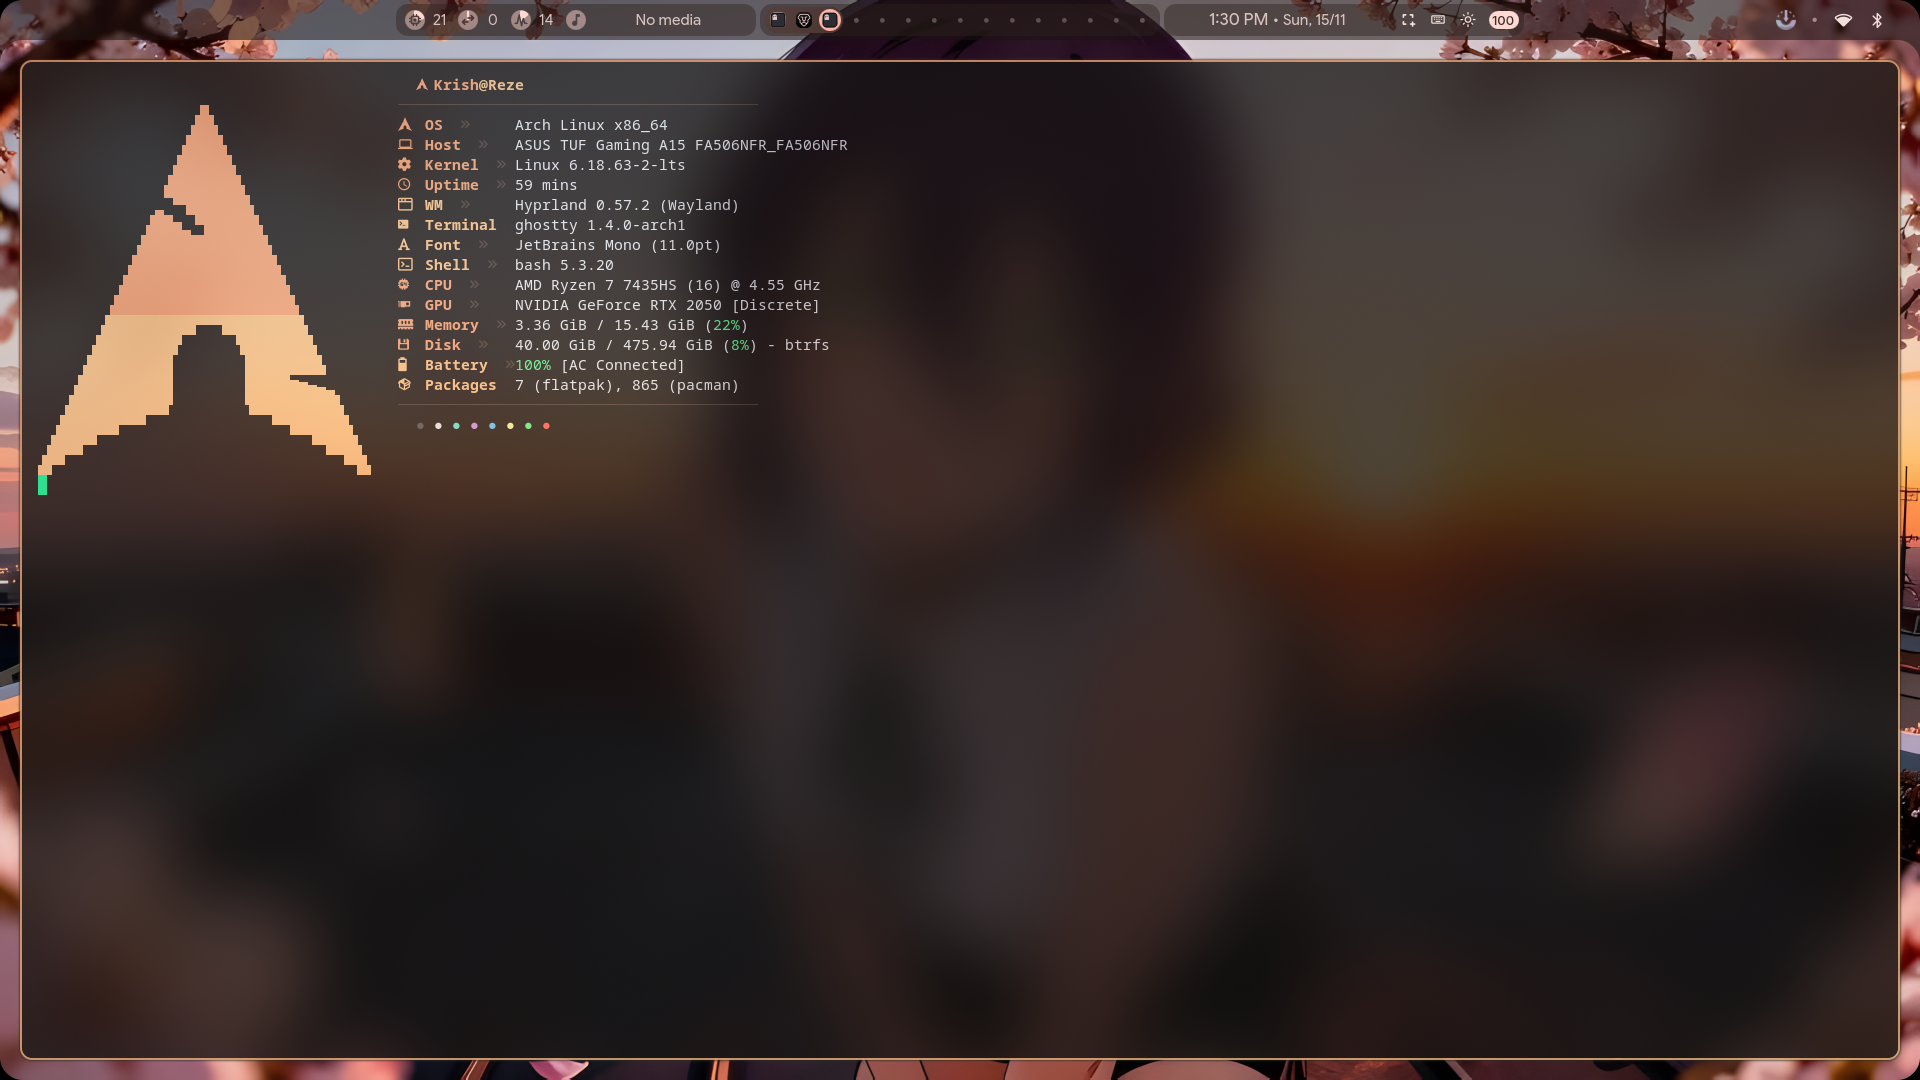 21 0 14 No media 1:30 PM • Sun, 15/11 100
Krish@Reze
OS » Arch Linux x86_64
Host » ASUS TUF Gaming A15 FA506NFR_FA506NFR
Kernel » Linux 6.18.63-2-lts
Uptime » 59 mins
WM » Hyprland 0.57.2 (Wayland)
Terminal ghostty 1.4.0-arch1
Font » JetBrains Mono (11.0pt)
Shell » bash 5.3.20
CPU » AMD Ryzen 7 7435HS (16) @ 4.55 GHz
GPU » NVIDIA GeForce RTX 2050 [Discrete]
Memory » 3.36 GiB / 15.43 GiB (22%)
Disk » 40.00 GiB / 475.94 GiB (8%) - btrfs
Battery »100% [AC Connected]
Packages 7 (flatpak), 865 (pacman)